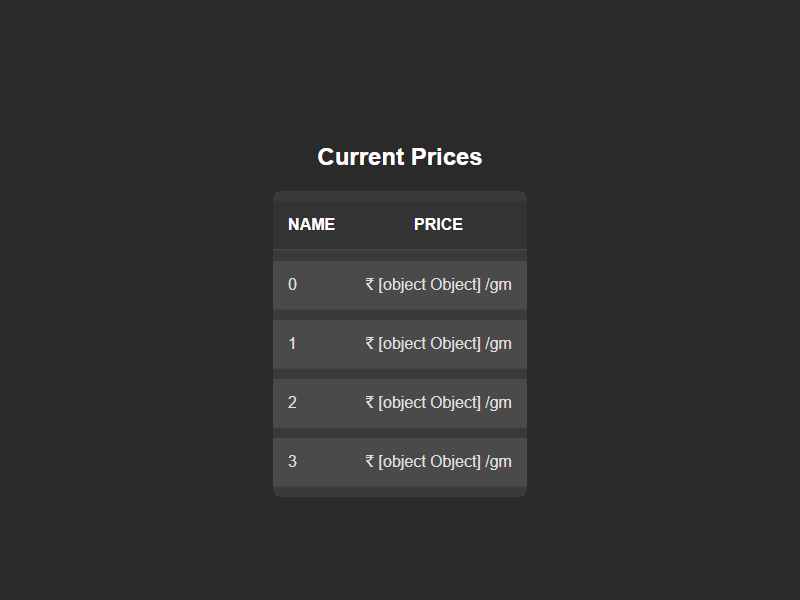 Current Prices
NAME PRICE
0 ₹ [object Object] /gm
1 ₹ [object Object] /gm
2 ₹ [object Object] /gm
3 ₹ [object Object] /gm